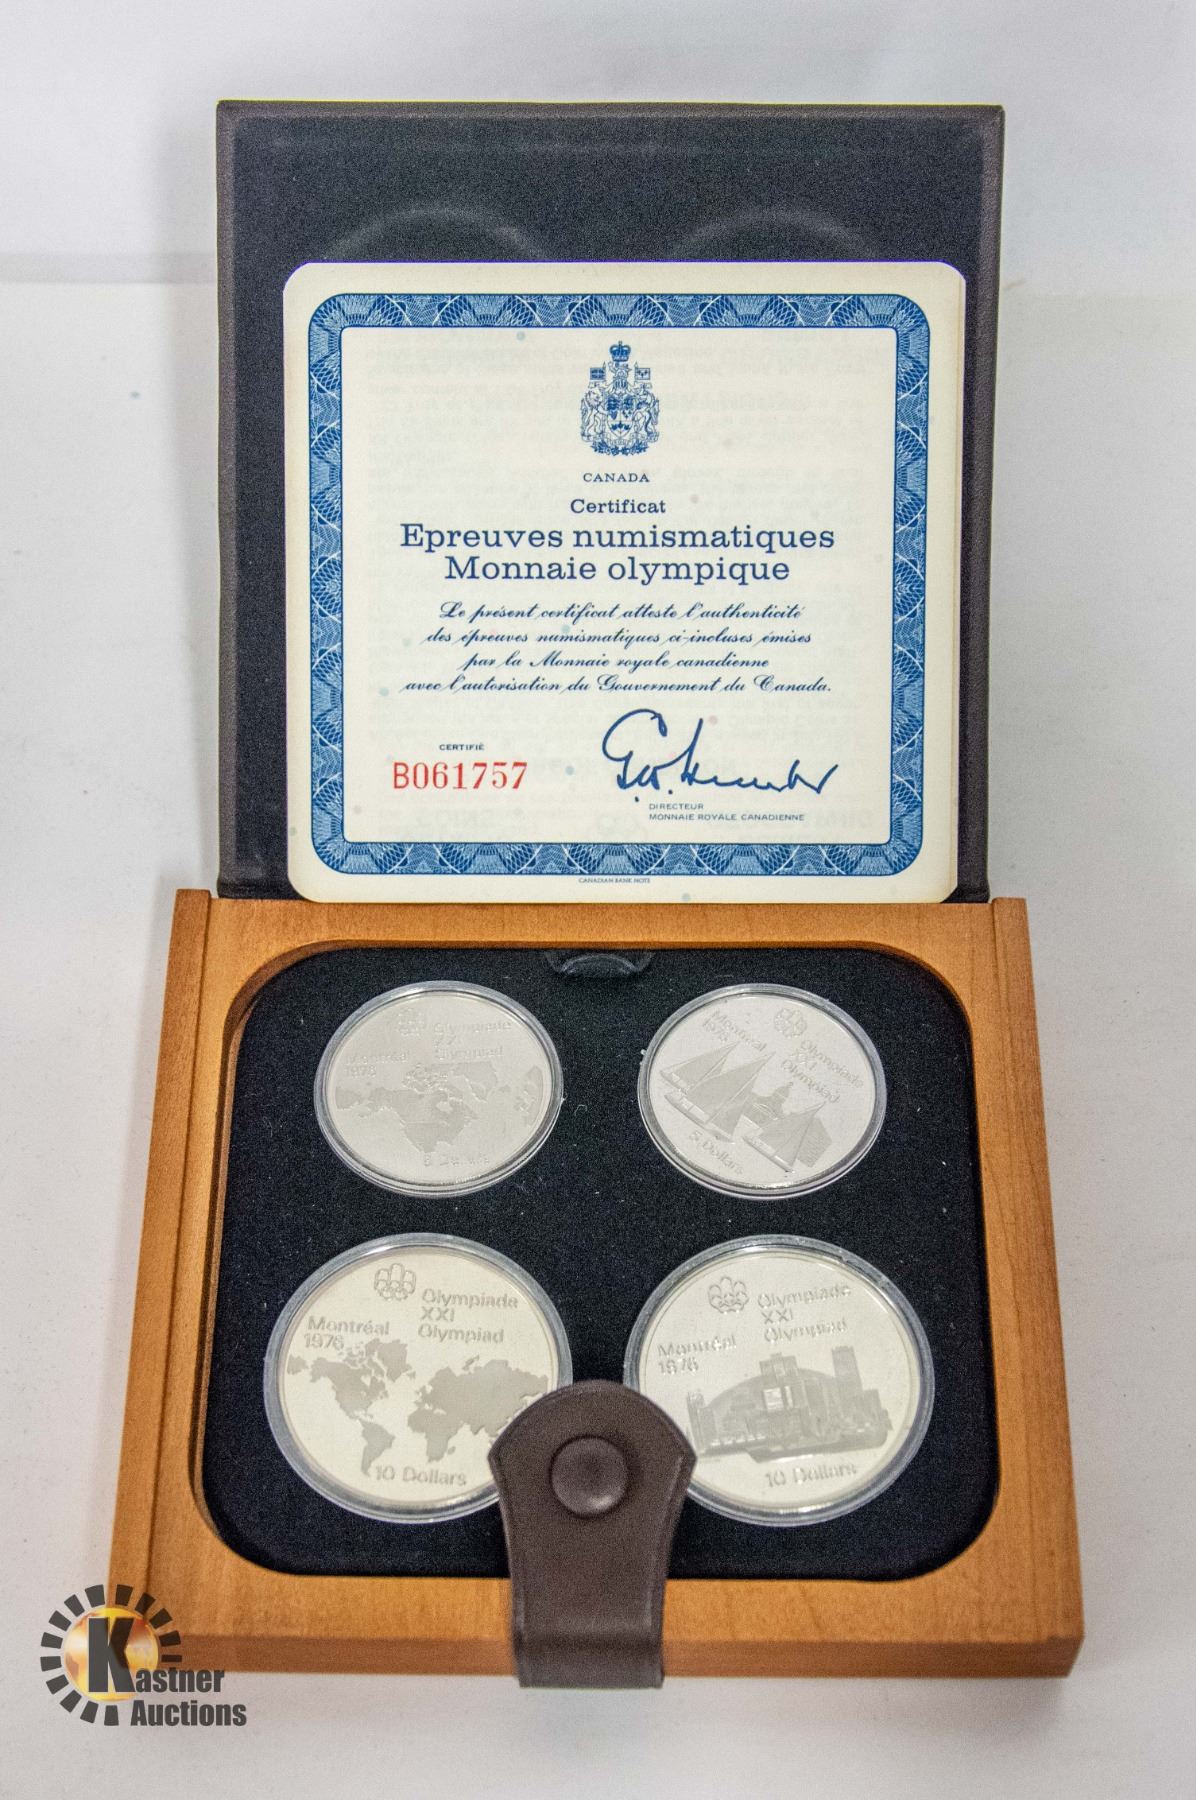 CANADA
Certificat
Epreuves numismatiques
Monnaie olympique
Le présent certificat atteste l'authenticité
des épreuves numismatiques ci-incluses émises
par la Monnaie royale canadienne
avec l'autorisation du Gouvernement du Canada.
CERTIFIÉ
B061757
DIRECTEUR
MONNAIE ROYALE CANADIENNE
CANADIAN BANK NOTE
Olympiade
XXI
Olympiad
Montréal
1976
5 Dollars
Montréal
1976
Olympiade
XXI
Olympiad
5 Dollars
Olympiade
XXI
Olympiad
Montréal
1976
10 Dollars
Olympiade
XXI
Olympiad
Montréal
1976
10 Dollars
Kastner
Auctions